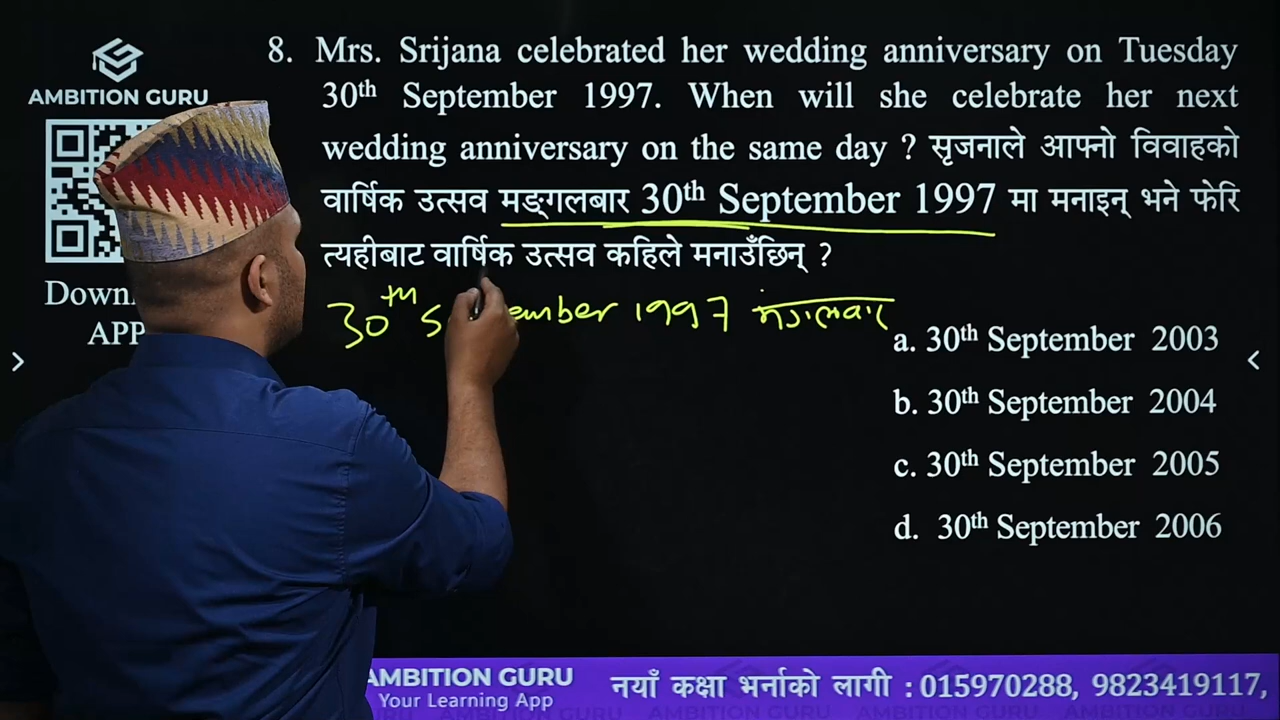 AMBITION GURU
8. Mrs. Srijana celebrated her wedding anniversary on Tuesday
30th September 1997. When will she celebrate her next
wedding anniversary on the same day ? सृजनाले आफ्नो विवाहको
वार्षिक उत्सव मङ्गलबार 30th September 1997 मा मनाइन् भने फेरि
त्यहीबाट वार्षिक उत्सव कहिले मनाउँछिन् ?
Down
APP
30th S ember 1997 मंगलवार
a. 30th September 2003
b. 30th September 2004
c. 30th September 2005
d. 30th September 2006
AMBITION GURU
Your Learning App
नयाँ कक्षा भर्नाको लागी : 015970288, 9823419117,